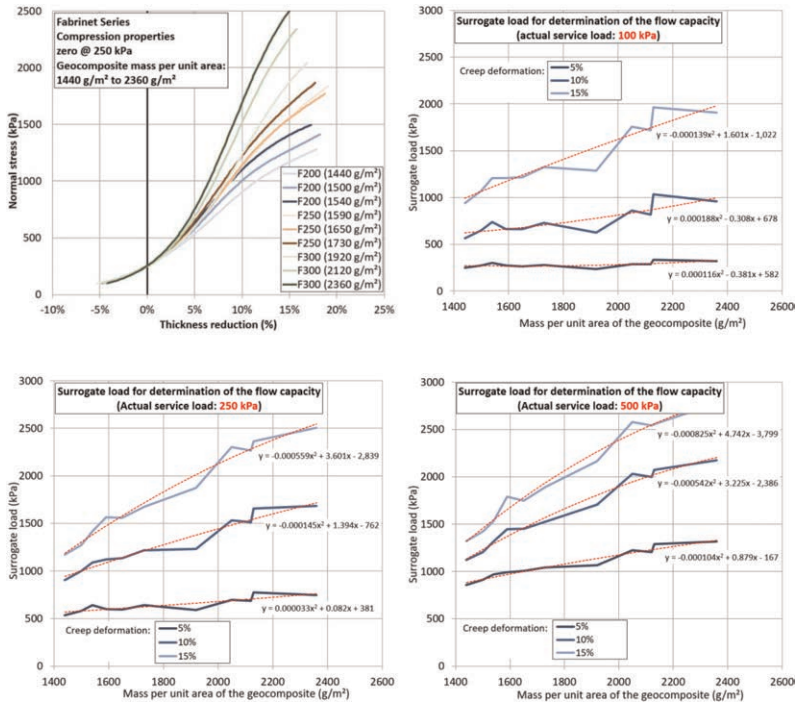 Fabrinet Series
Compression properties
zero @ 250 kPa
Geocomposite mass per unit area:
1440 g/m² to 2360 g/m²
Normal stress (kPa)
2500
2000
1500
1000
500
0
-10%
-5%
0%
5%
10%
15%
20%
25%
Thickness reduction (%)
F200 (1440 g/m²)
F200 (1500 g/m²)
F200 (1540 g/m²)
F250 (1590 g/m²)
F250 (1650 g/m²)
F250 (1730 g/m²)
F300 (1920 g/m²)
F300 (2120 g/m²)
F300 (2360 g/m²)
Surrogate load for determination of the flow capacity
(actual service load: 100 kPa)
Creep deformation:
5%
10%
15%
Surrogate load (kPa)
3000
2500
2000
1500
1000
500
0
y = -0.000139x² + 1.601x - 1,022
y = 0.000188x² - 0.308x + 678
y = 0.000116x² - 0.381x + 582
1400
1600
1800
2000
2200
2400
2600
Mass per unit area of the geocomposite (g/m²)
Surrogate load for determination of the flow capacity
(Actual service load: 250 kPa)
Surrogate load (kPa)
3000
2500
2000
1500
1000
500
0
y = -0.000559x² + 3.601x - 2,839
y = -0.000145x² + 1.394x - 762
y = 0.000033x² + 0.082x + 381
Creep deformation:
5%
10%
15%
1400
1600
1800
2000
2200
2400
2600
Mass per unit area of the geocomposite (g/m²)
Surrogate load for determination of the flow capacity
(Actual service load: 500 kPa)
Surrogate load (kPa)
3000
2500
2000
1500
1000
500
0
y = -0.000825x² + 4.742x - 3,799
y = -0.000542x² + 3.225x - 2,386
y = -0.000104x² + 0.879x - 167
Creep deformation:
5%
10%
15%
1400
1600
1800
2000
2200
2400
2600
Mass per unit area of the geocomposite (g/m²)